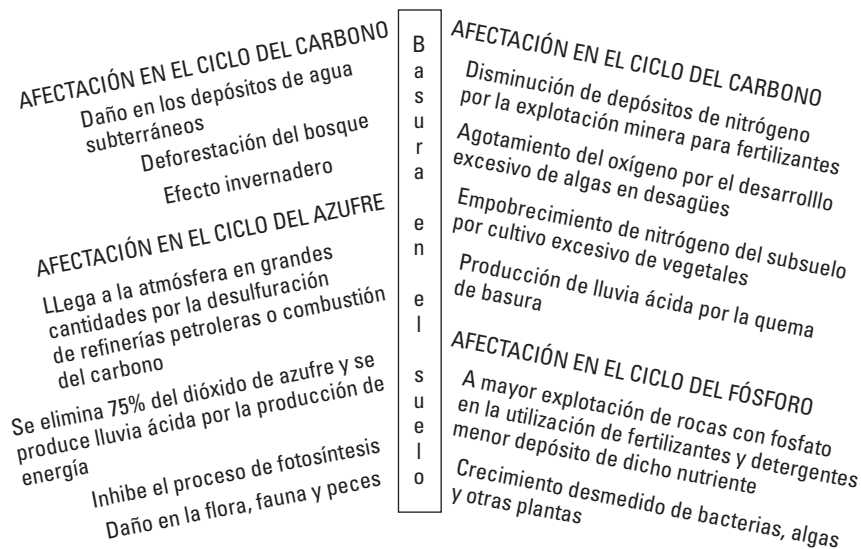 AFECTACIÓN EN EL CICLO DEL CARBONO
Daño en los depósitos de agua
subterráneos
Deforestación del bosque
Efecto invernadero
AFECTACIÓN EN EL CICLO DEL AZUFRE
LLega a la atmósfera en grandes
cantidades por la desulfuración
de refinerías petroleras o combustión
del carbono
Se elimina 75% del dióxido de azufre y se
produce lluvia ácida por la producción de
energía
Inhibe el proceso de fotosíntesis
Daño en la flora, fauna y peces
Basura en el suelo
AFECTACIÓN EN EL CICLO DEL CARBONO
Disminución de depósitos de nitrógeno
por la explotación minera para fertilizantes
Agotamiento del oxígeno por el desarrolllo
excesivo de algas en desagües
Empobrecimiento de nitrógeno del subsuelo
por cultivo excesivo de vegetales
Producción de lluvia ácida por la quema
de basura
AFECTACIÓN EN EL CICLO DEL FÓSFORO
A mayor explotación de rocas con fosfato
en la utilización de fertilizantes y detergentes
menor depósito de dicho nutriente
Crecimiento desmedido de bacterias, algas
y otras plantas